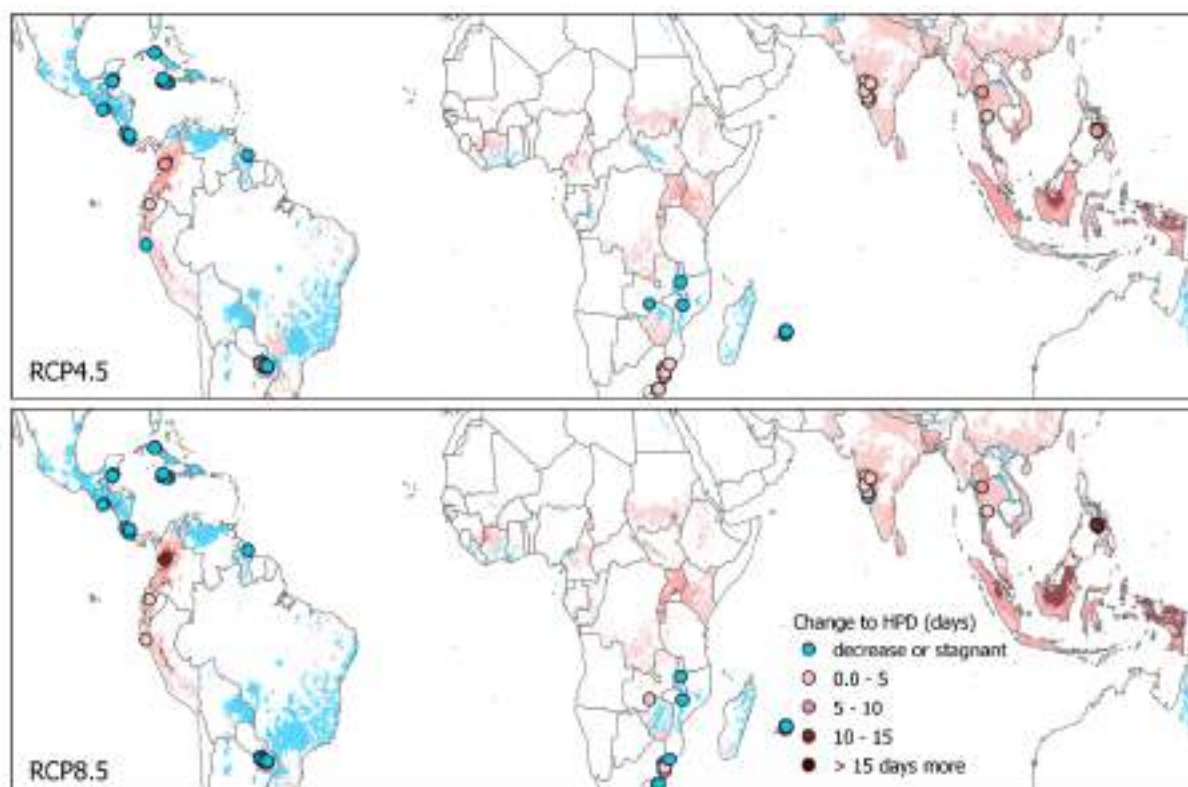 RCP4.5
Change to HPD (days)
decrease or stagnant
0.0 - 5
5 - 10
10 - 15
> 15 days more
RCP8.5